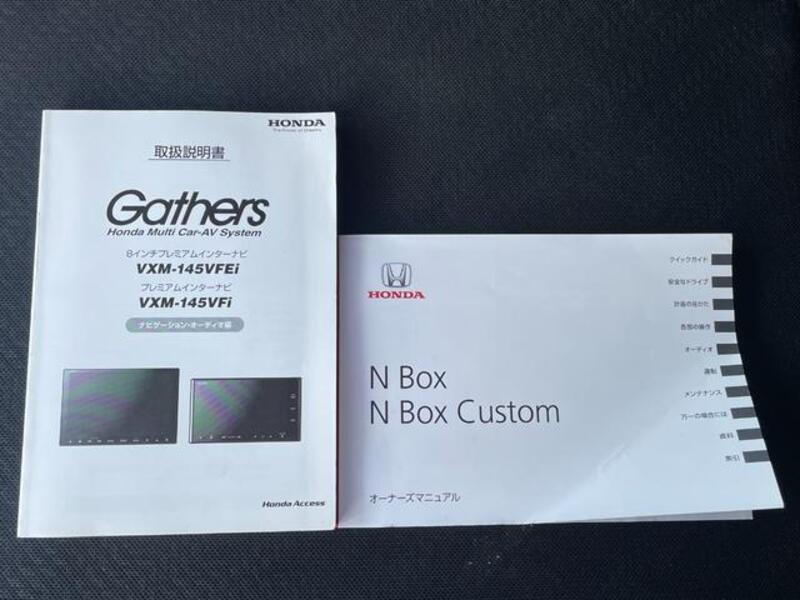 HONDA
The Power of Dreams
取扱説明書
Gathers
Honda Multi Car-AV System
8インチプレミアムインターナビ
VXM-145VFEi
プレミアムインターナビ
VXM-145VFi
ナビゲーション・オーディオ編
Honda Access
HONDA
N Box
N Box Custom
オーナーズマニュアル
クイックガイド
安全なドライブ
計器の見かた
各部の操作
オーディオ
運転
メンテナンス
万一の場合には
資料
索引